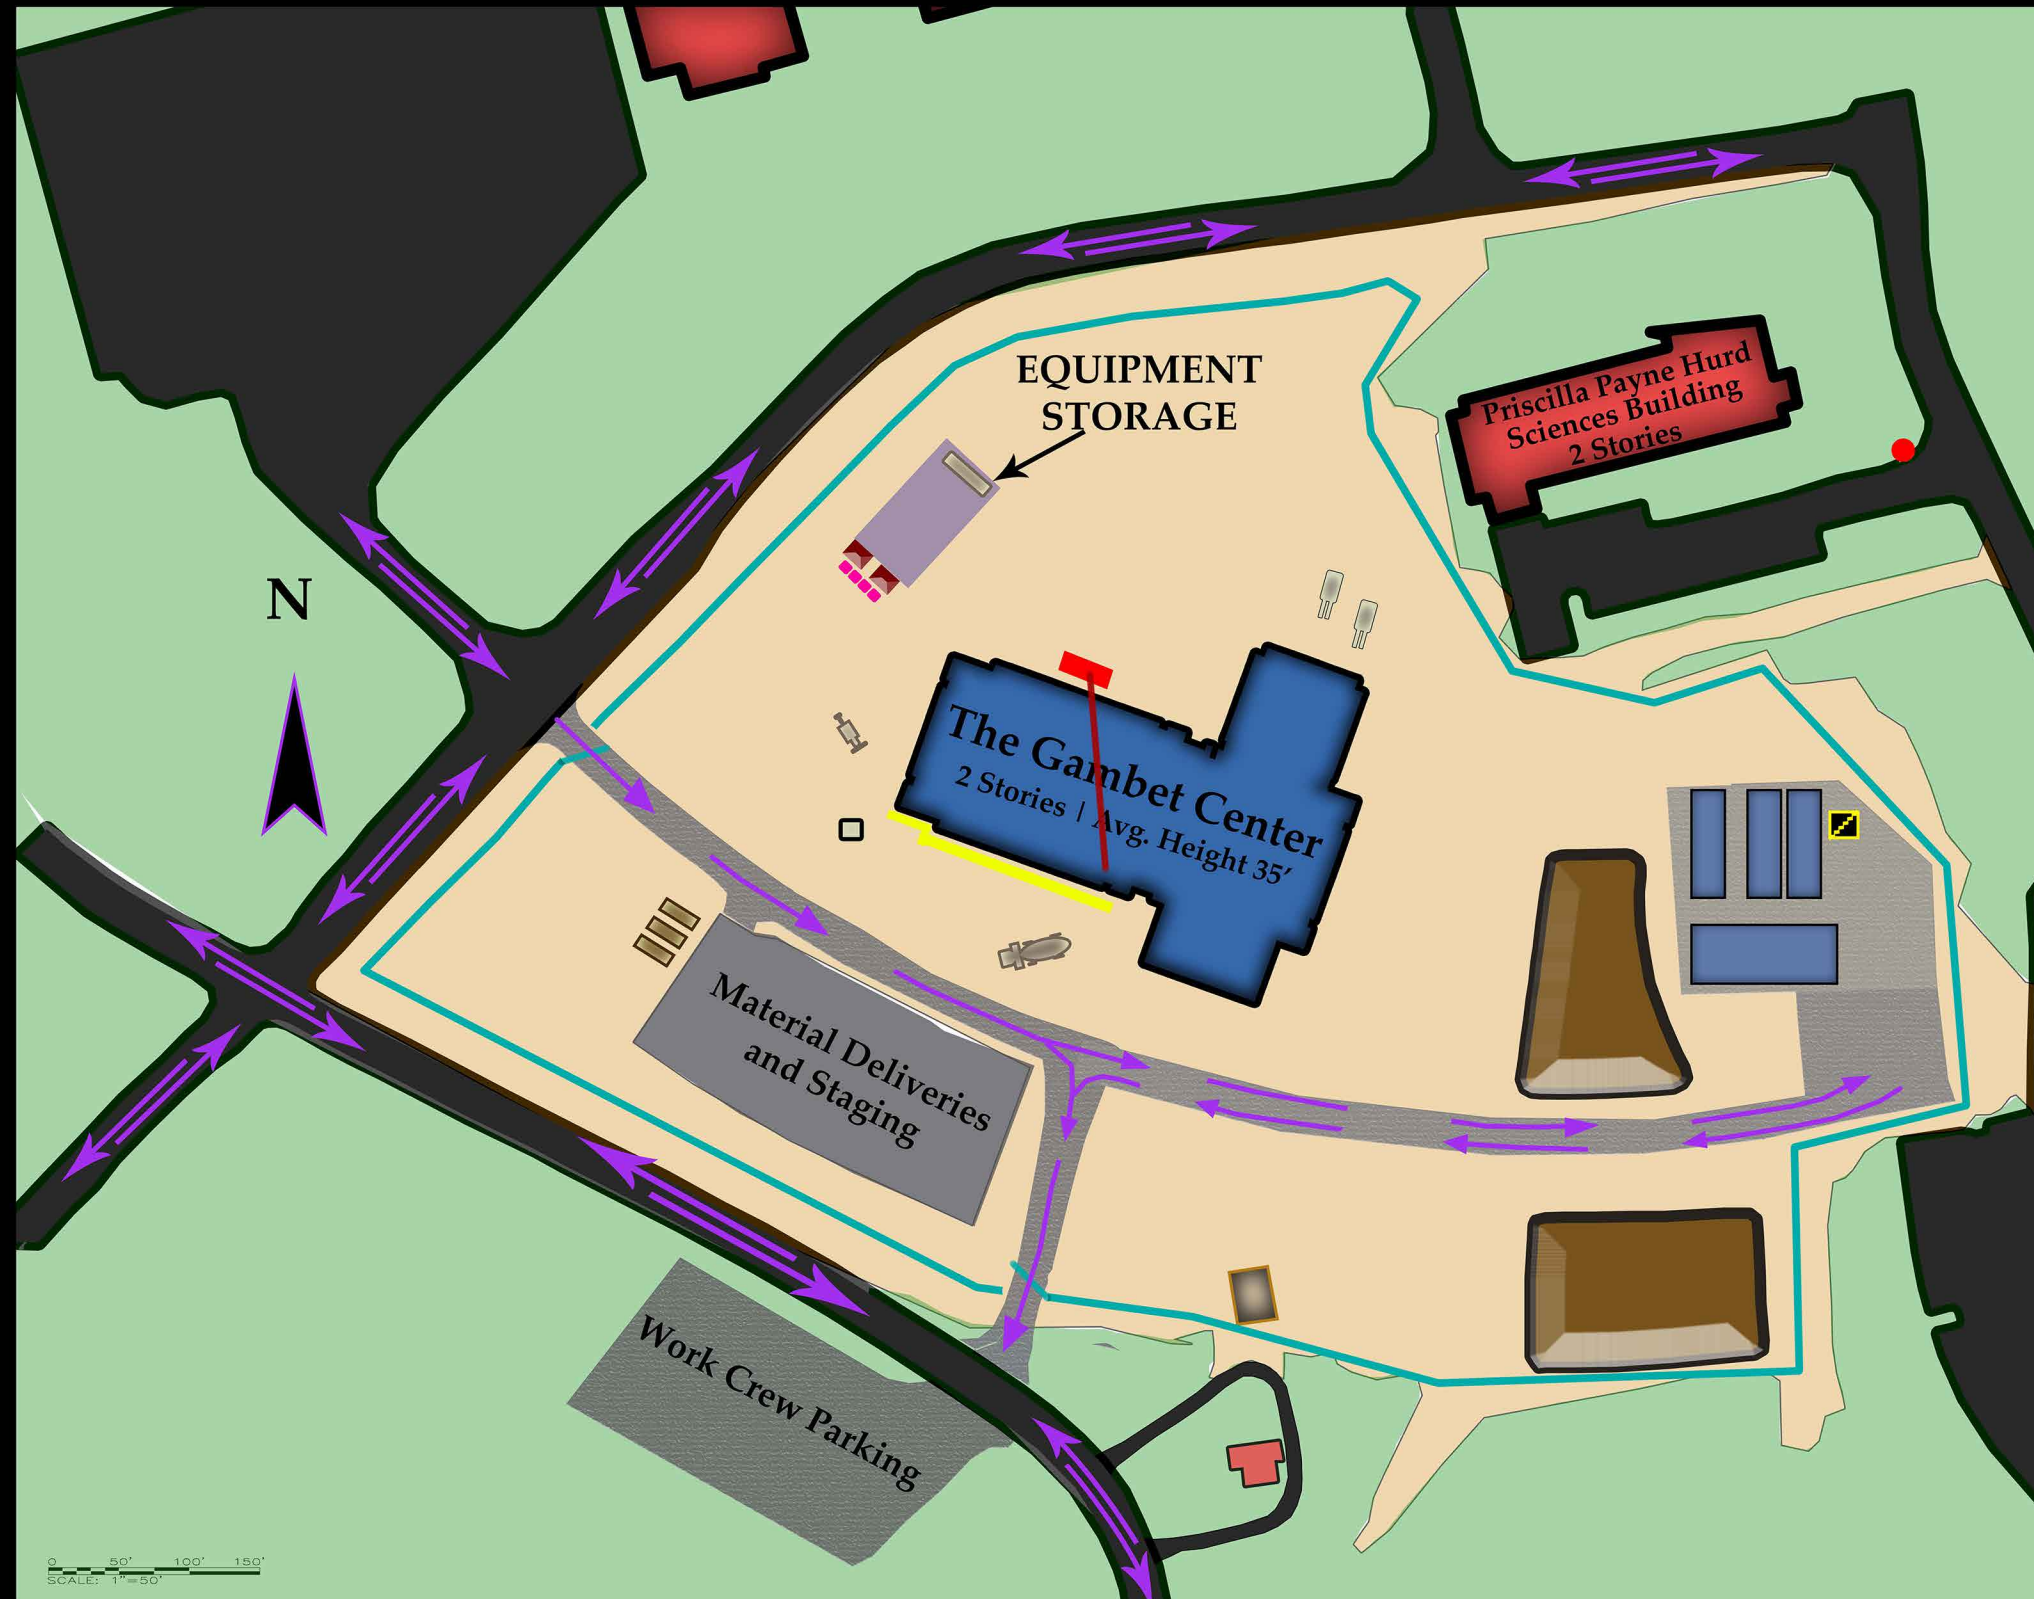 EQUIPMENT
STORAGE
Priscilla Payne Hurd
Sciences Building
2 Stories
N
The Gambet Center
2 Stories | Avg. Height 35'
Material Deliveries
and Staging
Work Crew Parking
0 50' 100' 150'
SCALE: 1"=50'